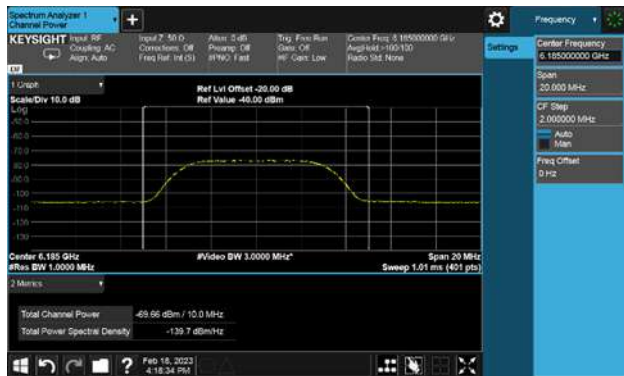 Spectrum Analyzer 1
Channel Power
+
Frequency
KEYSIGHT Input: RF
Coupling: AC
Align: Auto
Input Z: 50 Ω
Corrections: Off
Freq Ref: Int (S)
Atten: 0 dB
Preamp: Off
#PNO: Fast
Trig: Free Run
Gate: Off
#IF Gain: Low
Center Freq: 6.185000000 GHz
Avg|Hold:>100/100
Radio Std: None
Settings
Center Frequency
6.185000000 GHz
Span
20.000 MHz
CF Step
2.000000 MHz
Auto
Man
Freq Offset
0 Hz
1 Graph
Scale/Div 10.0 dB
Log
Ref Lvl Offset -20.00 dB
Ref Value -40.00 dBm
-50.0
-60.0
-70.0
-80.0
-90.0
-100
-110
-120
-130
Center 6.185 GHz
#Res BW 1.0000 MHz
#Video BW 3.0000 MHz*
Span 20 MHz
Sweep 1.01 ms (401 pts)
2 Metrics
Total Channel Power -69.66 dBm / 10.0 MHz
Total Power Spectral Density -139.7 dBm/Hz
?
Feb 18, 2023
4:18:34 PM